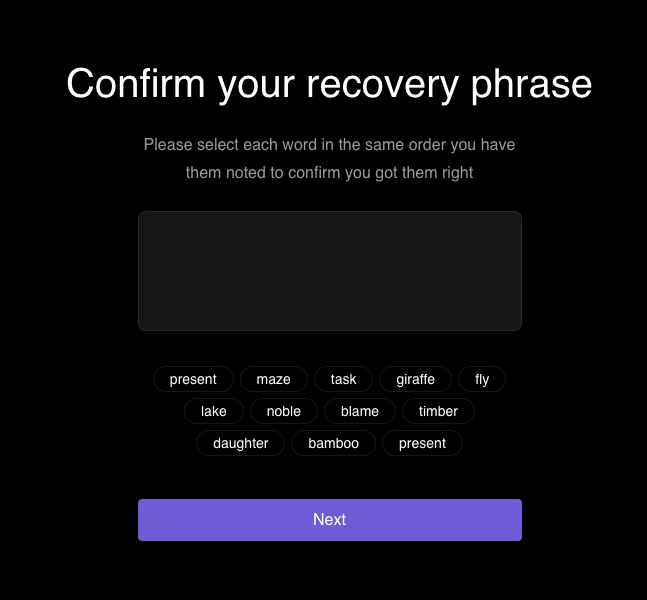 Confirm your recovery phrase
Please select each word in the same order you have
them noted to confirm you got them right
present maze task giraffe fly
lake noble blame timber
daughter bamboo present
Next